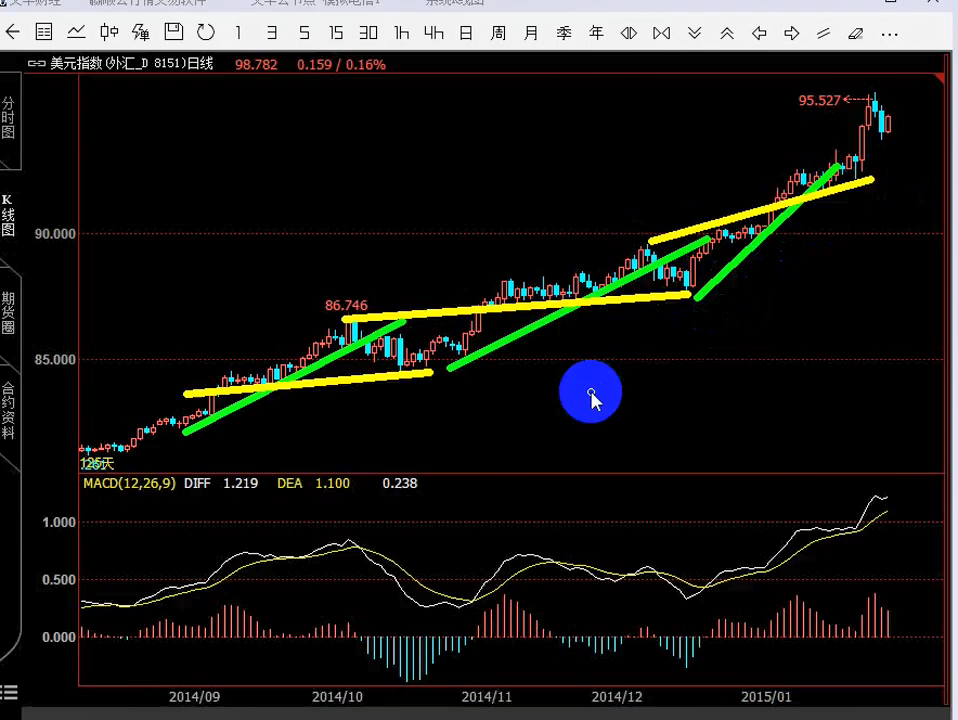 1 3 5 15 30 1h 4h 日 周 月 季 年 ...
美元指数(外汇_D 8151)日线 98.782 0.159 / 0.16%
分时图
K线图
期货圈
合约资料
95.527
90.000
86.746
85.000
MACD(12,26,9) DIFF 1.219 DEA 1.100 0.238
1.000
0.500
0.000
2014/09 2014/10 2014/11 2014/12 2015/01